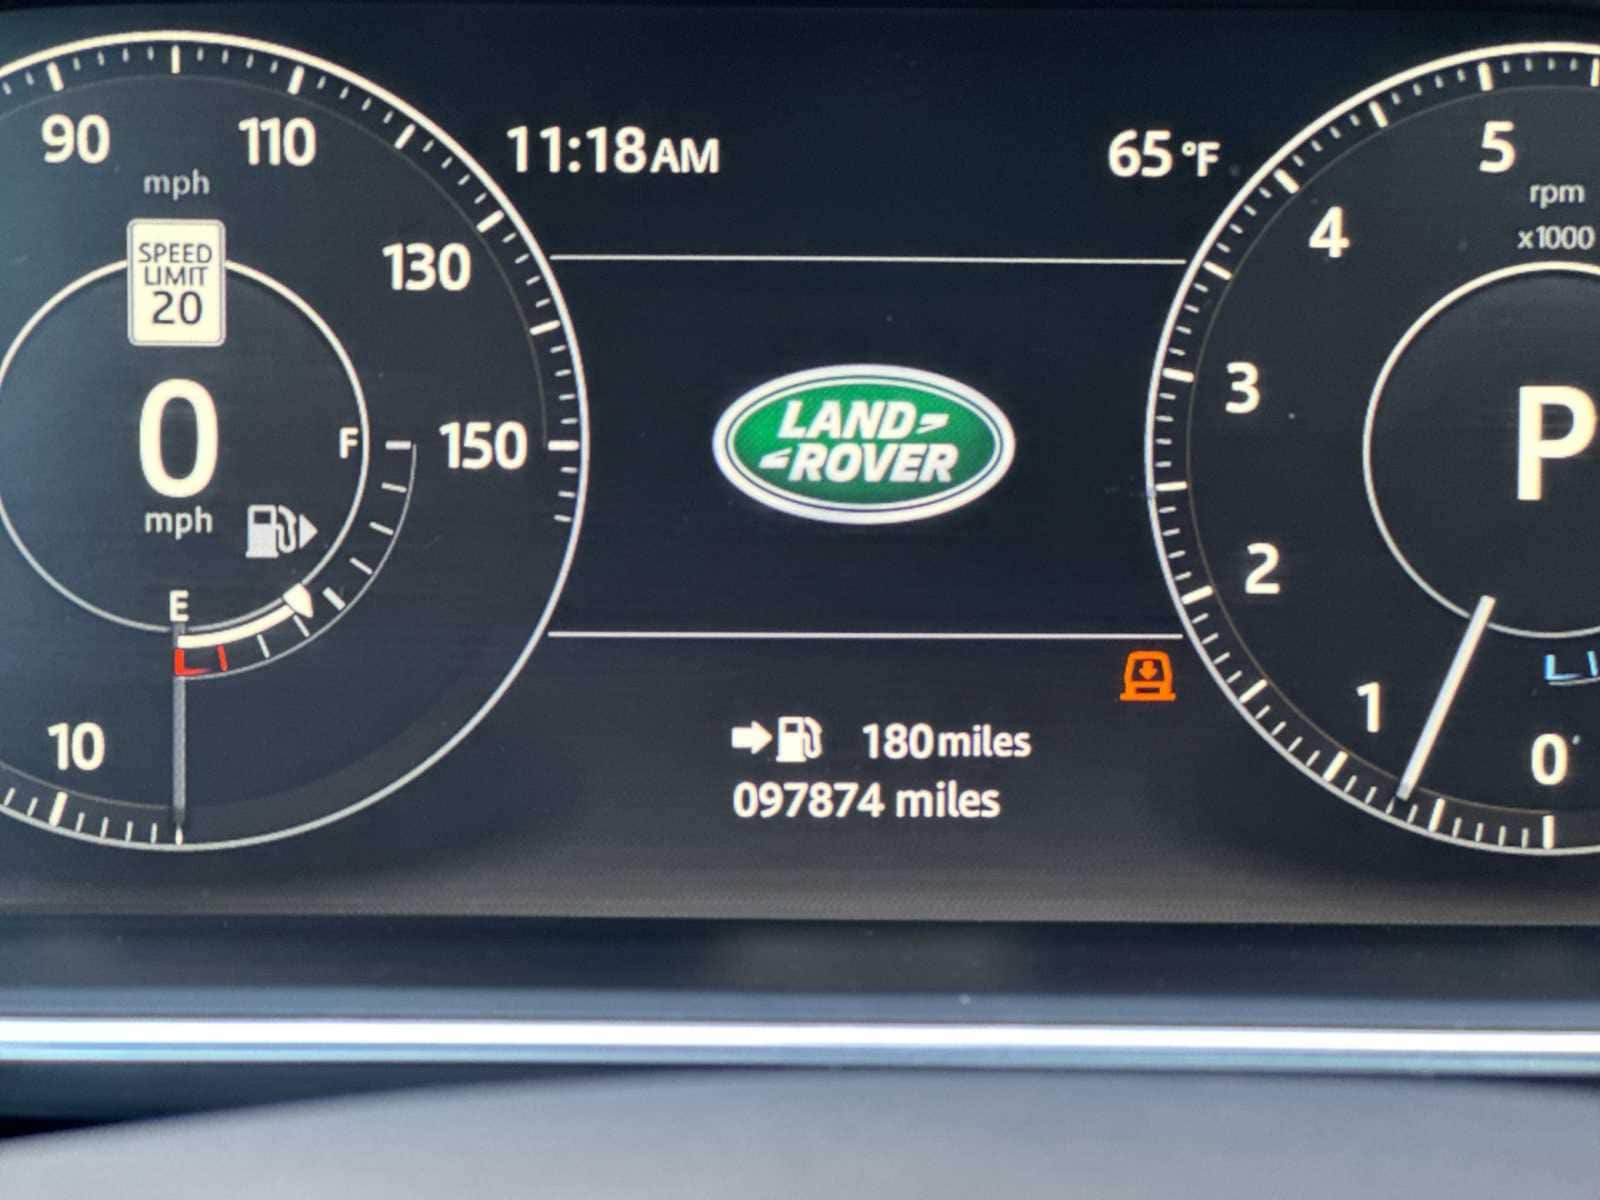 90
110
mph
SPEED
LIMIT
20
130
150
0
mph
F
E
10
11:18AM
65 °F
LAND
ROVER
180miles
097874 miles
5
rpm
x1000
4
3
2
1
0
P